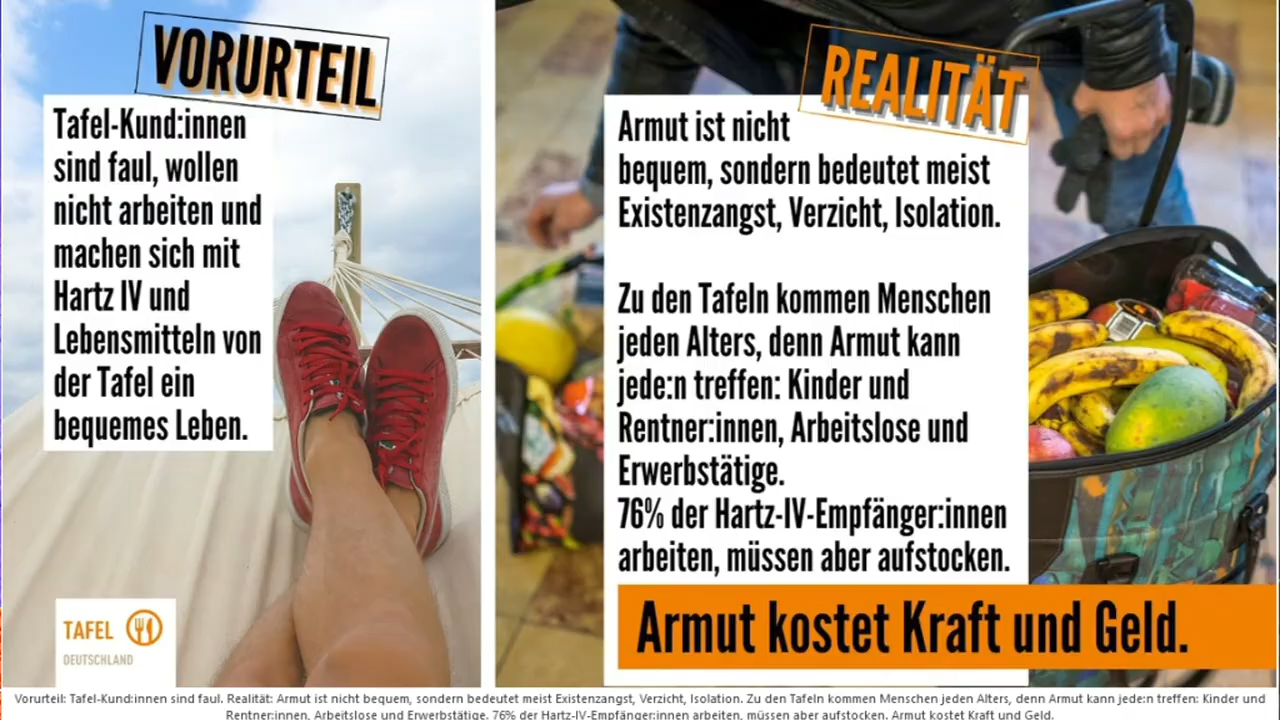 VORURTEIL
Tafel-Kund:innen
sind faul, wollen
nicht arbeiten und
machen sich mit
Hartz IV und
Lebensmitteln von
der Tafel ein
bequemes Leben.
TAFEL
DEUTSCHLAND
REALITÄT
Armut ist nicht
bequem, sondern bedeutet meist
Existenzangst, Verzicht, Isolation.
Zu den Tafeln kommen Menschen
jeden Alters, denn Armut kann
jede:n treffen: Kinder und
Rentner:innen, Arbeitslose und
Erwerbstätige.
76% der Hartz-IV-Empfänger:innen
arbeiten, müssen aber aufstocken.
Armut kostet Kraft und Geld.
Vorurteil: Tafel-Kund:innen sind faul. Realität: Armut ist nicht bequem, sondern bedeutet meist Existenzangst, Verzicht, Isolation. Zu den Tafeln kommen Menschen jeden Alters, denn Armut kann jede:n treffen: Kinder und
Rentner:innen, Arbeitslose und Erwerbstätige. 76% der Hartz-IV-Empfänger:innen arbeiten, müssen aber aufstocken. Armut kostet Kraft und Geld.